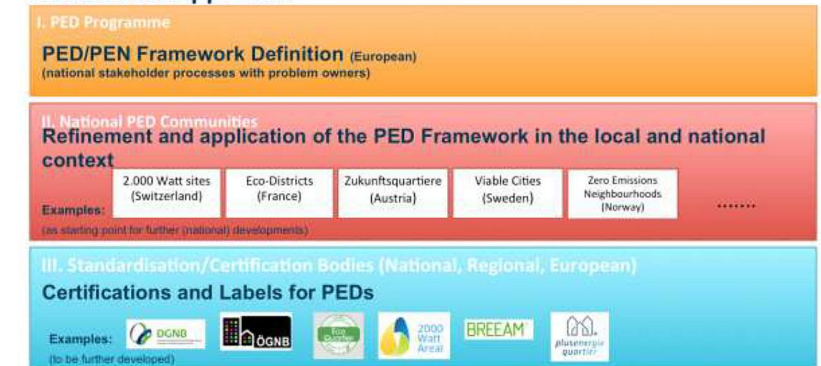 I. PED Programme
PED/PEN Framework Definition (European)
(national stakeholder processes with problem owners)
II. National PED Communities
Refinement and application of the PED Framework in the local and national
context
2.000 Watt sites
(Switzerland)
Eco-Districts
(France)
Zukunftsquartiere
(Austria)
Viable Cities
(Sweden)
Zero Emissions
Neighbourhoods
(Norway)
.......
Examples:
(as starting point for further (national) developments)
III. Standardisation/Certification Bodies (National, Regional, European)
Certifications and Labels for PEDs
Examples:
DGNB
ÖGNB
Eco
Quartier
2000
Watt
Areal
BREEAM
plusenergie
quartier
(to be further developed)